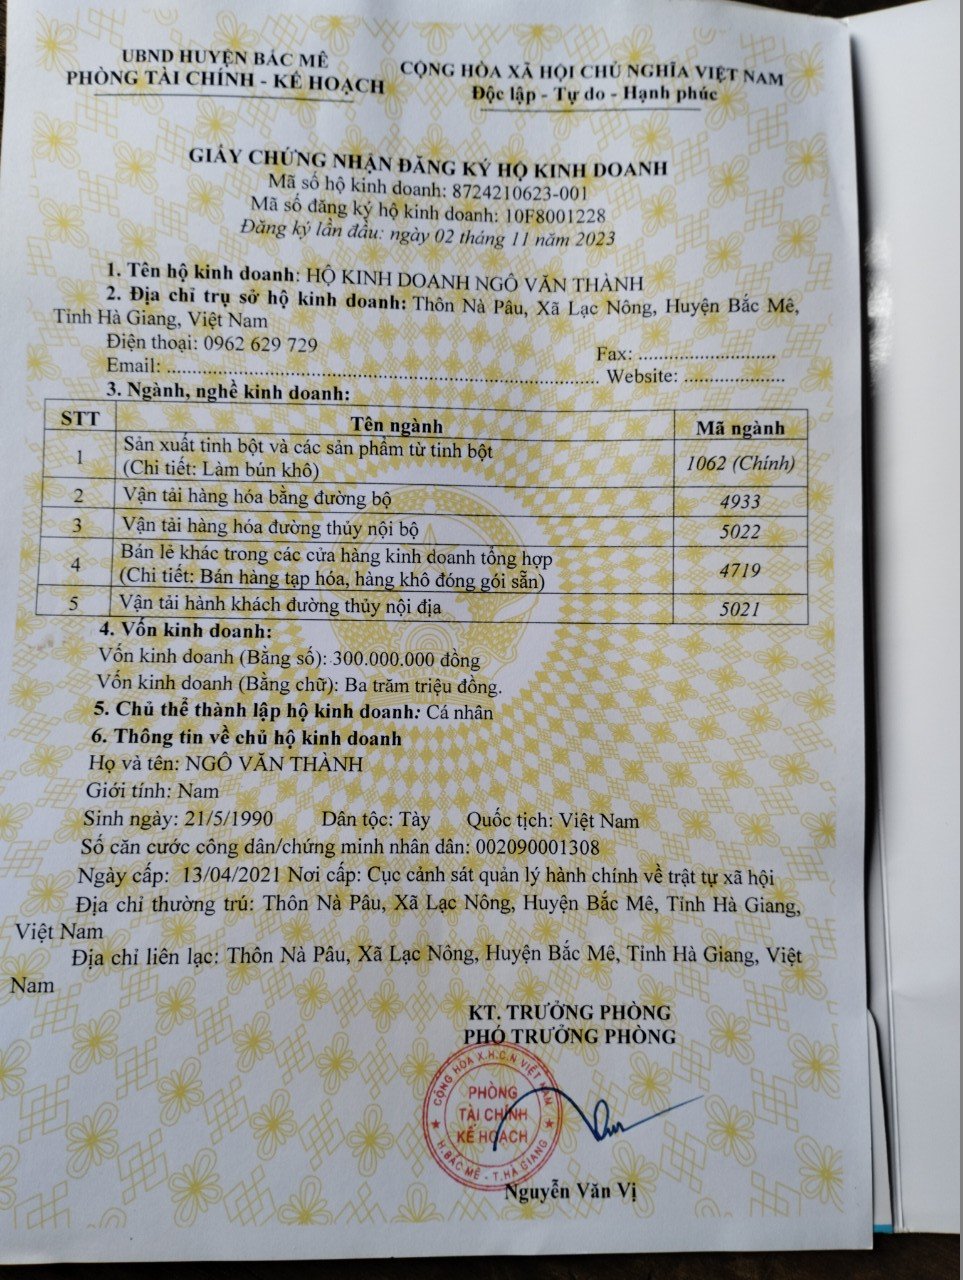 UBND HUYỆN BẮC MÊ
PHÒNG TÀI CHÍNH - KẾ HOẠCH
CỘNG HÒA XÃ HỘI CHỦ NGHĨA VIỆT NAM
Độc lập - Tự do - Hạnh phúc
GIẤY CHỨNG NHẬN ĐĂNG KÝ HỘ KINH DOANH
Mã số hộ kinh doanh: 8724210623-001
Mã số đăng ký hộ kinh doanh: 10F8001228
Đăng ký lần đầu: ngày 02 tháng 11 năm 2023
1. Tên hộ kinh doanh: HỘ KINH DOANH NGÔ VĂN THÀNH
2. Địa chỉ trụ sở hộ kinh doanh: Thôn Nà Pâu, Xã Lạc Nông, Huyện Bắc Mê,
Tỉnh Hà Giang, Việt Nam
Điện thoại: 0962 629 729
Fax: ..........................
Email: ................................................................................. Website: ...................
3. Ngành, nghề kinh doanh:
STT Tên ngành Mã ngành
1 Sản xuất tinh bột và các sản phẩm từ tinh bột
(Chi tiết: Làm bún khô) 1062 (Chính)
2 Vận tải hàng hóa bằng đường bộ 4933
3 Vận tải hàng hóa đường thủy nội bộ 5022
4 Bán lẻ khác trong các cửa hàng kinh doanh tổng hợp
(Chi tiết: Bán hàng tạp hóa, hàng khô đóng gói sẵn) 4719
5 Vận tải hành khách đường thủy nội địa 5021
4. Vốn kinh doanh:
Vốn kinh doanh (Bằng số): 300.000.000 đồng
Vốn kinh doanh (Bằng chữ): Ba trăm triệu đồng.
5. Chủ thể thành lập hộ kinh doanh: Cá nhân
6. Thông tin về chủ hộ kinh doanh
Họ và tên: NGÔ VĂN THÀNH
Giới tính: Nam
Sinh ngày: 21/5/1990 Dân tộc: Tày Quốc tịch: Việt Nam
Số căn cước công dân/chứng minh nhân dân: 002090001308
Ngày cấp: 13/04/2021 Nơi cấp: Cục cảnh sát quản lý hành chính về trật tự xã hội
Địa chỉ thường trú: Thôn Nà Pâu, Xã Lạc Nông, Huyện Bắc Mê, Tỉnh Hà Giang,
Việt Nam
Địa chỉ liên lạc: Thôn Nà Pâu, Xã Lạc Nông, Huyện Bắc Mê, Tỉnh Hà Giang, Việt
Nam
KT. TRƯỞNG PHÒNG
PHÓ TRƯỞNG PHÒNG
CỘNG HÒA X.H.C.N VIỆT NAM
PHÒNG
TÀI CHÍNH
KẾ HOẠCH
H.BẮC MÊ - T.HÀ GIANG
Nguyễn Văn Vị